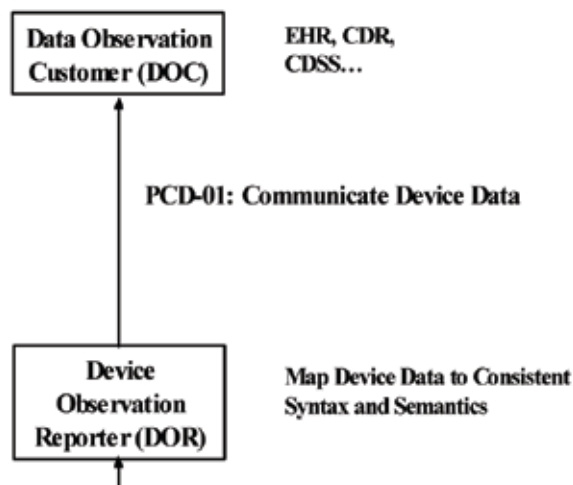 Data Observation
Customer (DOC)
EHR, CDR,
CDSS...
PCD-01: Communicate Device Data
Device
Observation
Reporter (DOR)
Map Device Data to Consistent
Syntax and Semantics